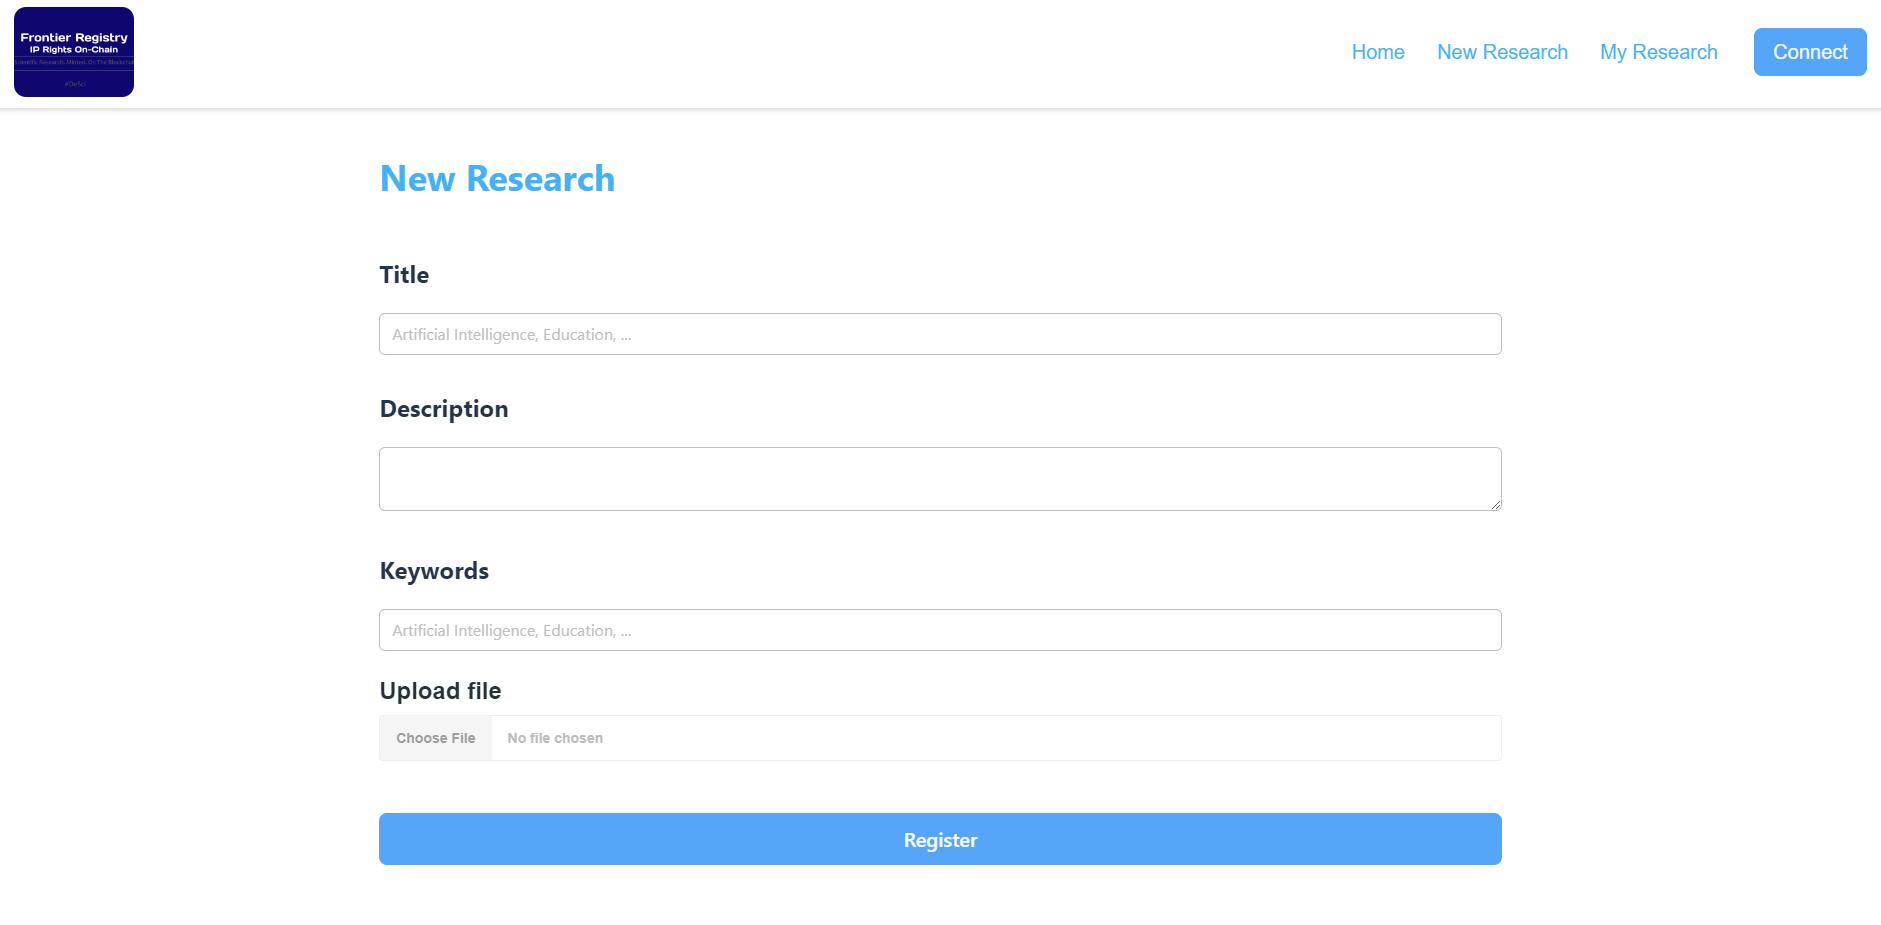 Frontier Registry
IP Rights On-Chain
Scientific Research. Minted. On The Blockchain
#DeSci
Home
New Research
My Research
Connect
New Research
Title
Artificial Intelligence, Education, ...
Description
Keywords
Artificial Intelligence, Education, ...
Upload file
Choose File
No file chosen
Register